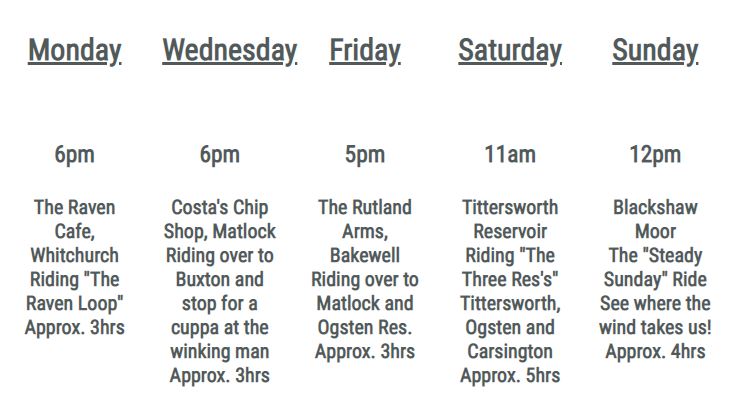 Monday
Wednesday
Friday
Saturday
Sunday
6pm
6pm
5pm
11am
12pm
The Raven
Cafe,
Whitchurch
Riding "The
Raven Loop"
Approx. 3hrs
Costa's Chip
Shop, Matlock
Riding over to
Buxton and
stop for a
cuppa at the
winking man
Approx. 3hrs
The Rutland
Arms,
Bakewell
Riding over to
Matlock and
Ogsten Res.
Approx. 3hrs
Tittersworth
Reservoir
Riding "The
Three Res's"
Tittersworth,
Ogsten and
Carsington
Approx. 5hrs
Blackshaw
Moor
The "Steady
Sunday" Ride
See where the
wind takes us!
Approx. 4hrs